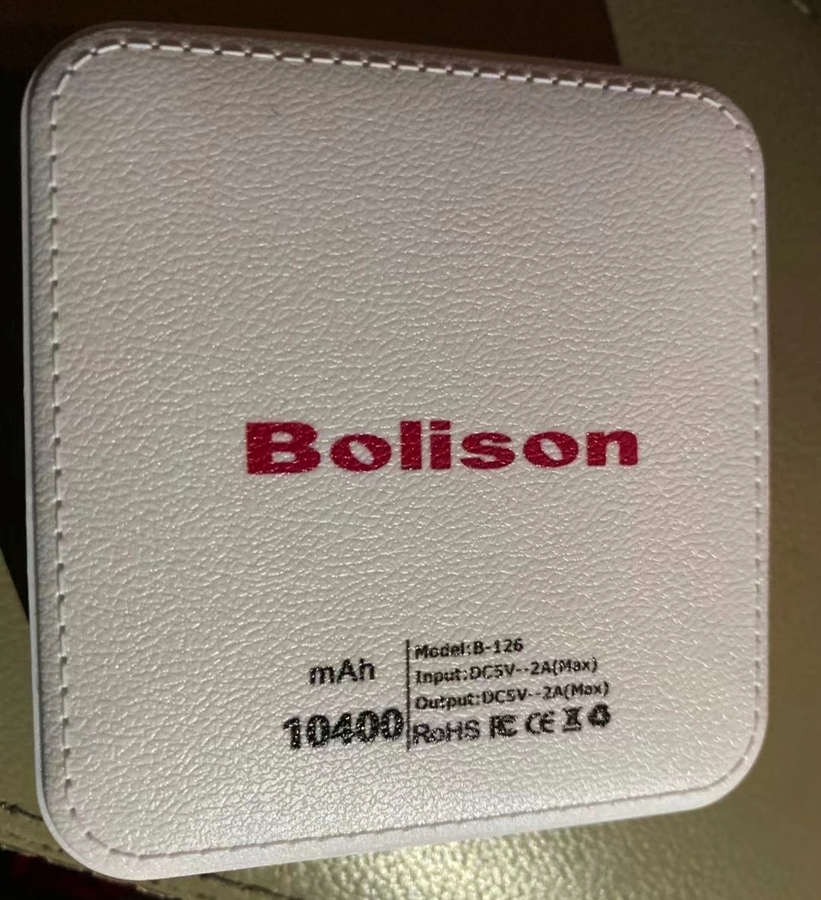 Bolison
mAh
10400
Model:B-126
Input:DC5V--2A(Max)
Output:DC5V--2A(Max)
RoHS FC CE